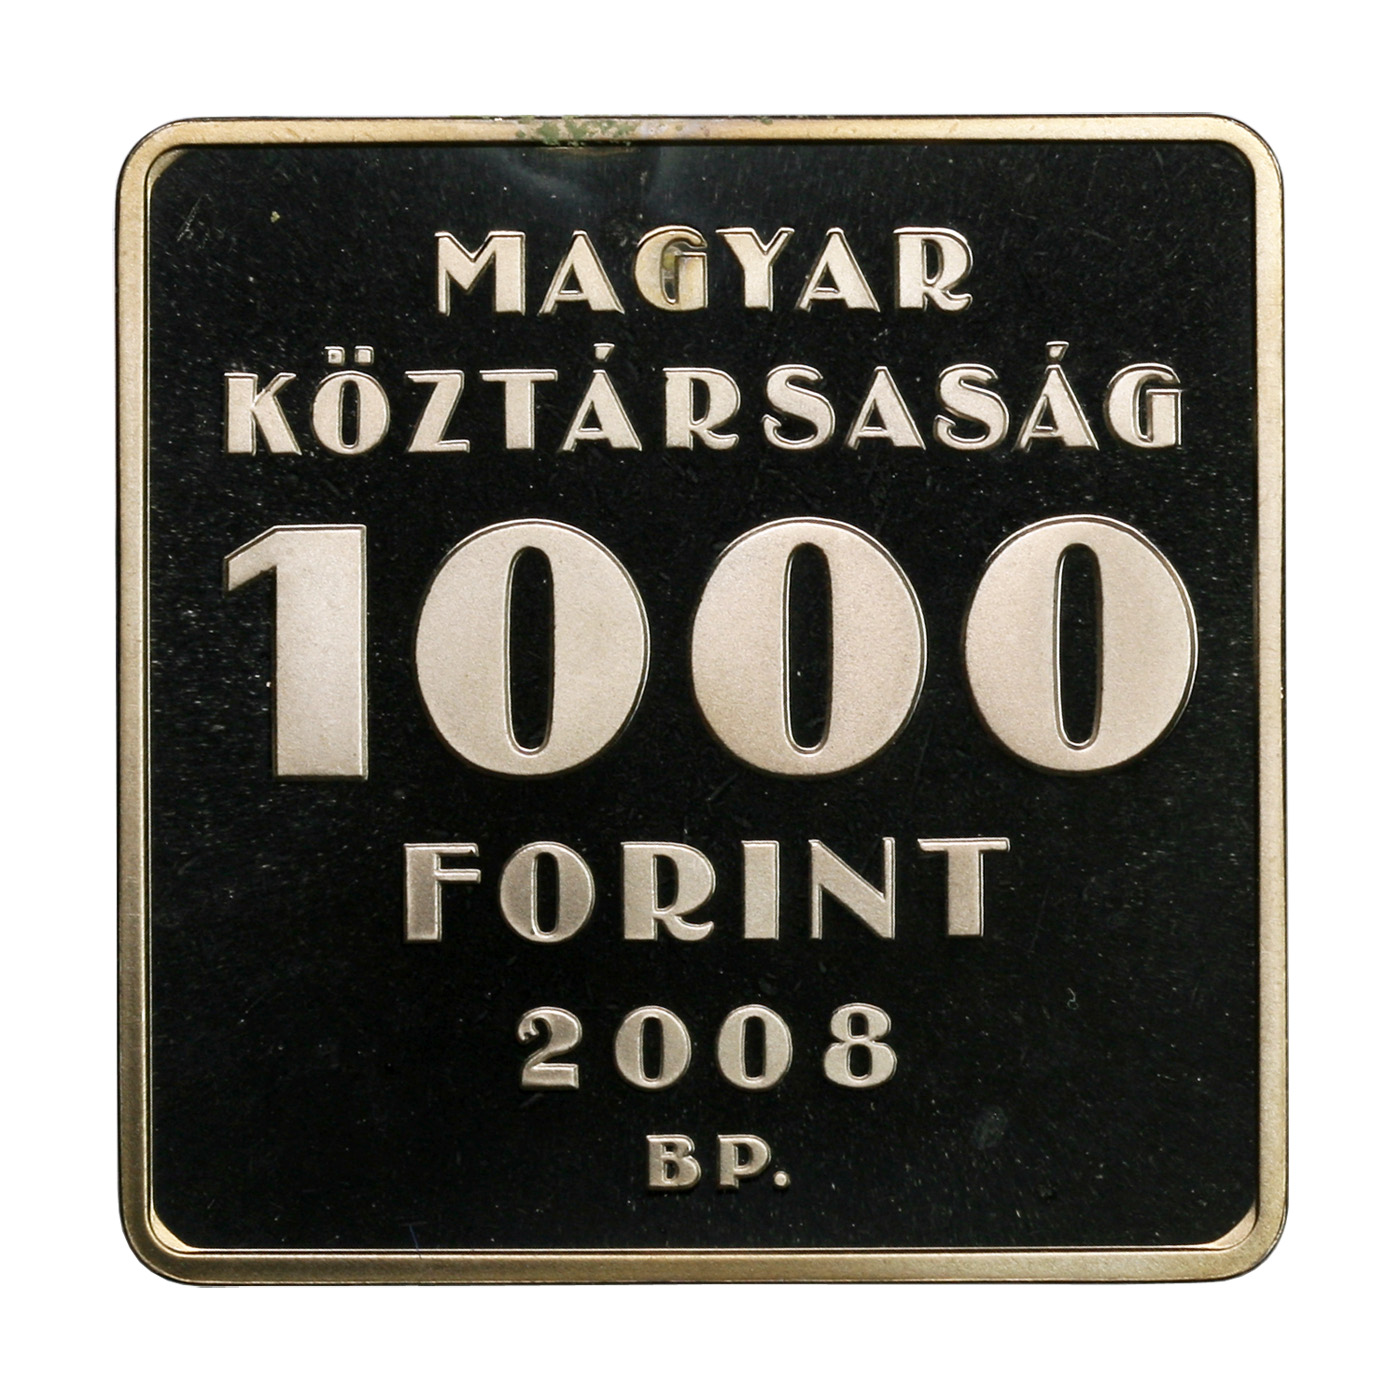 MAGYAR
KÖZTÁRSASÁG
1000
FORINT
2008
BP.